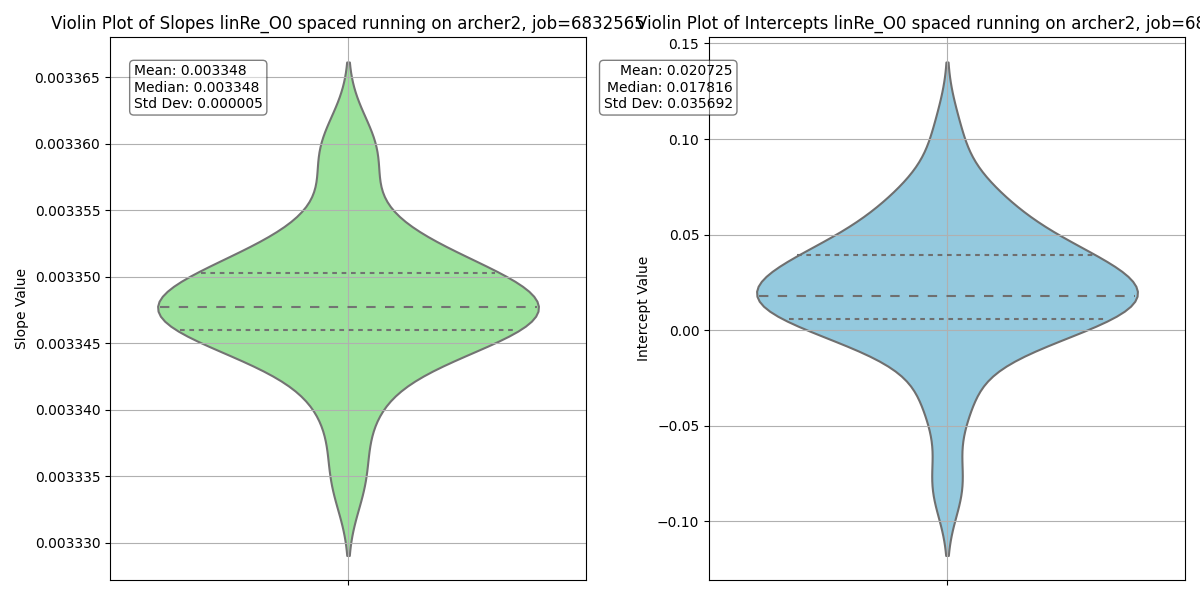 Violin Plot of Slopes linRe_O0 spaced running on archer2, job=6832565
Mean: 0.003348
Median: 0.003348
Std Dev: 0.000005
0.003365
0.003360
0.003355
0.003350
0.003345
0.003340
0.003335
0.003330
Slope Value
Violin Plot of Intercepts linRe_O0 spaced running on archer2, job=68
Mean: 0.020725
Median: 0.017816
Std Dev: 0.035692
0.15
0.10
0.05
0.00
−0.05
−0.10
Intercept Value